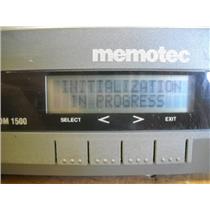 memotec
INITIALIZATION
IN PROGRESS
DM 1500
SELECT < > EXIT